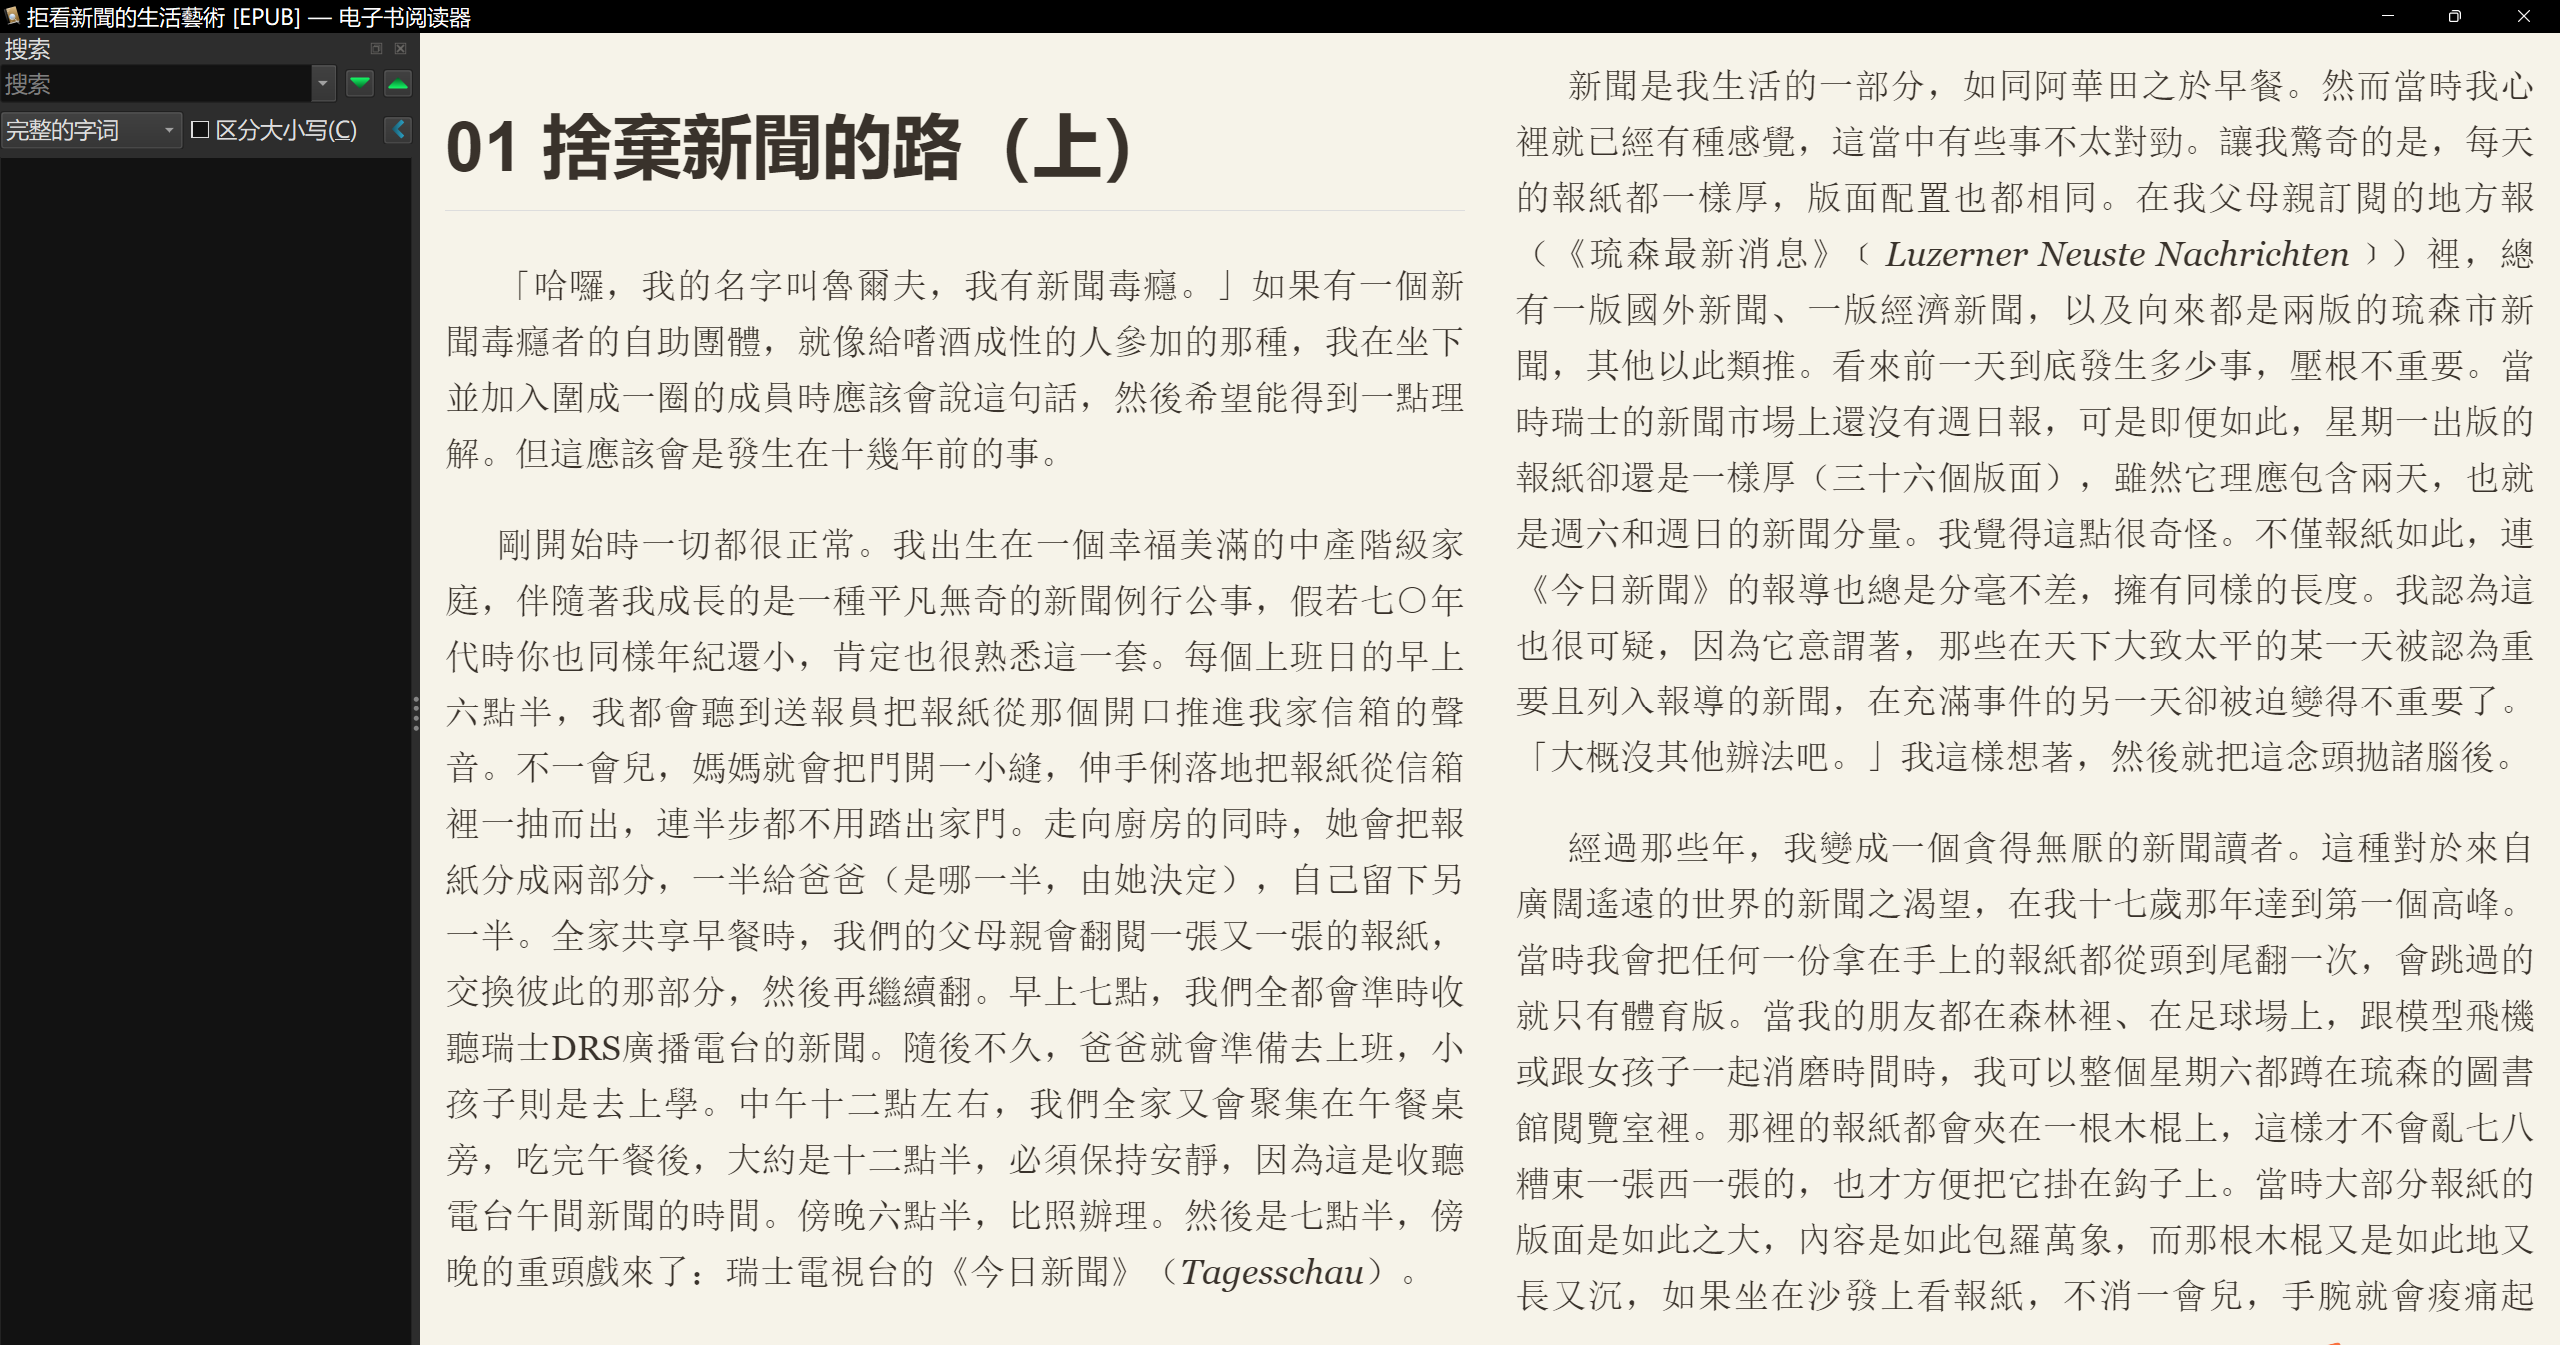 拒看新聞的生活藝術 [EPUB] — 电子书阅读器
搜索
搜索
完整的字词
区分大小写(C)
01 捨棄新聞的路（上）
「哈囉，我的名字叫魯爾夫，我有新聞毒癮。」如果有一個新
聞毒癮者的自助團體，就像給嗜酒成性的人參加的那種，我在坐下
並加入圍成一圈的成員時應該會說這句話，然後希望能得到一點理
解。但這應該會是發生在十幾年前的事。
剛開始時一切都很正常。我出生在一個幸福美滿的中產階級家
庭，伴隨著我成長的是一種平凡無奇的新聞例行公事，假若七〇年
代時你也同樣年紀還小，肯定也很熟悉這一套。每個上班日的早上
六點半，我都會聽到送報員把報紙從那個開口推進我家信箱的聲
音。不一會兒，媽媽就會把門開一小縫，伸手俐落地把報紙從信箱
裡一抽而出，連半步都不用踏出家門。走向廚房的同時，她會把報
紙分成兩部分，一半給爸爸（是哪一半，由她決定），自己留下另
一半。全家共享早餐時，我們的父母親會翻閱一張又一張的報紙，
交換彼此的那部分，然後再繼續翻。早上七點，我們全都會準時收
聽瑞士DRS廣播電台的新聞。隨後不久，爸爸就會準備去上班，小
孩子則是去上學。中午十二點左右，我們全家又會聚集在午餐桌
旁，吃完午餐後，大約是十二點半，必須保持安靜，因為這是收聽
電台午間新聞的時間。傍晚六點半，比照辦理。然後是七點半，傍
晚的重頭戲來了：瑞士電視台的《今日新聞》（Tagesschau）。
新聞是我生活的一部分，如同阿華田之於早餐。然而當時我心
裡就已經有種感覺，這當中有些事不太對勁。讓我驚奇的是，每天
的報紙都一樣厚，版面配置也都相同。在我父母親訂閱的地方報
（《琉森最新消息》﹝Luzerner Neuste Nachrichten﹞）裡，總
有一版國外新聞、一版經濟新聞，以及向來都是兩版的琉森市新
聞，其他以此類推。看來前一天到底發生多少事，壓根不重要。當
時瑞士的新聞市場上還沒有週日報，可是即便如此，星期一出版的
報紙卻還是一樣厚（三十六個版面），雖然它理應包含兩天，也就
是週六和週日的新聞分量。我覺得這點很奇怪。不僅報紙如此，連
《今日新聞》的報導也總是分毫不差，擁有同樣的長度。我認為這
也很可疑，因為它意謂著，那些在天下大致太平的某一天被認為重
要且列入報導的新聞，在充滿事件的另一天卻被迫變得不重要了。
「大概沒其他辦法吧。」我這樣想著，然後就把這念頭拋諸腦後。
經過那些年，我變成一個貪得無厭的新聞讀者。這種對於來自
廣闊遙遠的世界的新聞之渴望，在我十七歲那年達到第一個高峰。
當時我會把任何一份拿在手上的報紙都從頭到尾翻一次，會跳過的
就只有體育版。當我的朋友都在森林裡、在足球場上，跟模型飛機
或跟女孩子一起消磨時間時，我可以整個星期六都蹲在琉森的圖書
館閱覽室裡。那裡的報紙都會夾在一根木棍上，這樣才不會亂七八
糟東一張西一張的，也才方便把它掛在鈎子上。當時大部分報紙的
版面是如此之大，內容是如此包羅萬象，而那根木棍又是如此地又
長又沉，如果坐在沙發上看報紙，不消一會兒，手腕就會痠痛起